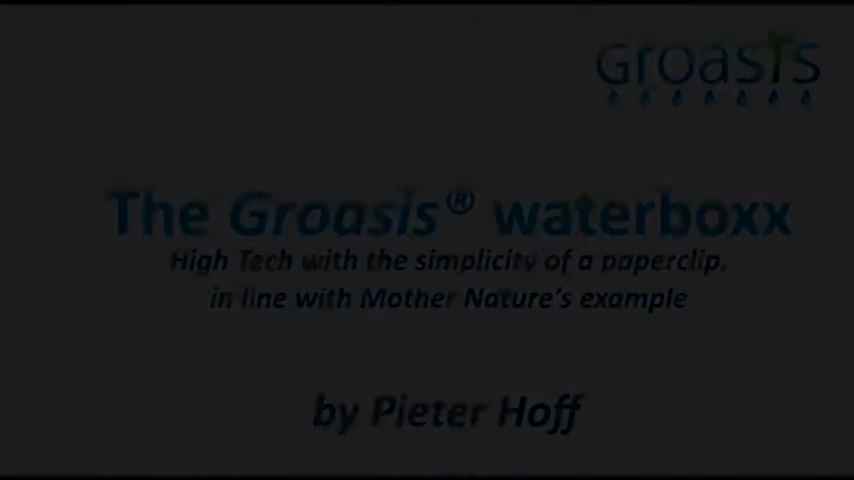 Groasis
The Groasis® waterboxx
High Tech with the simplicity of a paperclip,
in line with Mother Nature's example
by Pieter Hoff